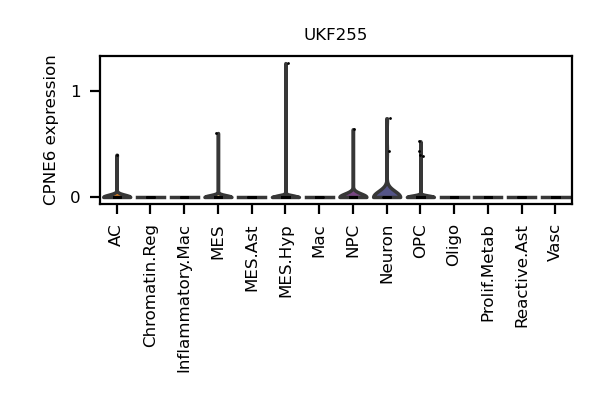 UKF255
CPNE6 expression
1
0
AC
Chromatin.Reg
Inflammatory.Mac
MES
MES.Ast
MES.Hyp
Mac
NPC
Neuron
OPC
Oligo
Prolif.Metab
Reactive.Ast
Vasc